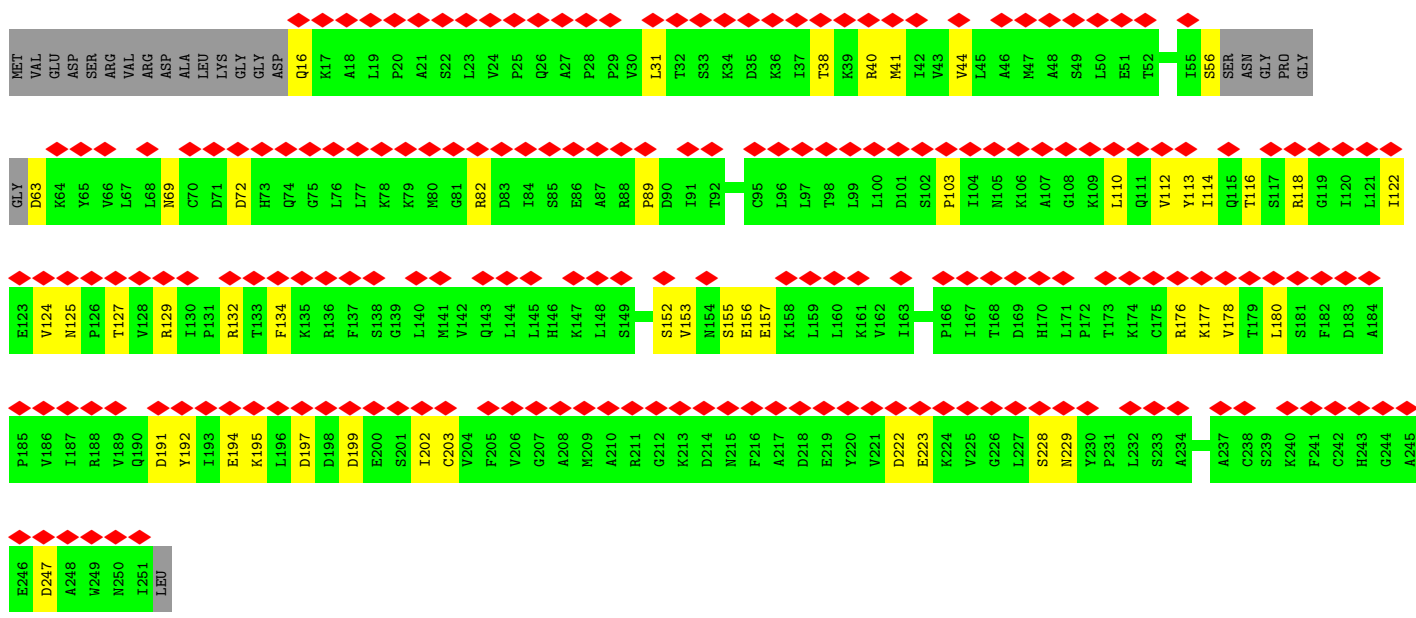 MET VAL GLU ASP SER ARG VAL ARG ASP ALA LEU LYS GLY GLY ASP Q16 K17 A18 L19 P20 A21 S22 L23 V24 P25 Q26 A27 P28 P29 V30 L31 T32 S33 K34 D35 K36 I37 T38 K39 R40 M41 I42 V43 V44 L45 A46 M47 A48 S49 L50 E51 T52 I55 S56 SER ASN GLY PRO GLY
GLY D63 K64 Y65 V66 L67 L68 N69 C70 D71 D72 H73 Q74 G75 L76 L77 K78 K79 M80 G81 R82 D83 I84 S85 E86 A87 R88 P89 D90 I91 T92 C95 L96 L97 T98 L99 L100 D101 S102 P103 I104 N105 K106 A107 G108 K109 L110 Q111 V112 Y113 I114 Q115 T116 S117 R118 G119 I120 L121 I122
E123 V124 N125 P126 T127 V128 R129 I130 P131 R132 T133 F134 K135 R136 F137 S138 G139 L140 M141 V142 Q143 L144 L145 H146 K147 L148 S149 S152 V153 N154 S155 E156 E157 K158 L159 L160 K161 V162 I163 P166 I167 T168 D169 H170 L171 P172 T173 K174 C175 R176 K177 V178 T179 L180 S181 F182 D183 A184
P185 V186 I187 R188 V189 Q190 D191 Y192 I193 E194 K195 L196 D197 D198 D199 E200 S201 I202 C203 V204 F205 V206 G207 A208 M209 A210 R211 G212 K213 D214 N215 F216 A217 D218 E219 Y220 V221 D222 E223 K224 V225 G226 L227 S228 N229 Y230 P231 L232 S233 A234 A237 C238 S239 K240 F241 C242 H243 G244 A245
E246 D247 A248 W249 N250 I251 LEU